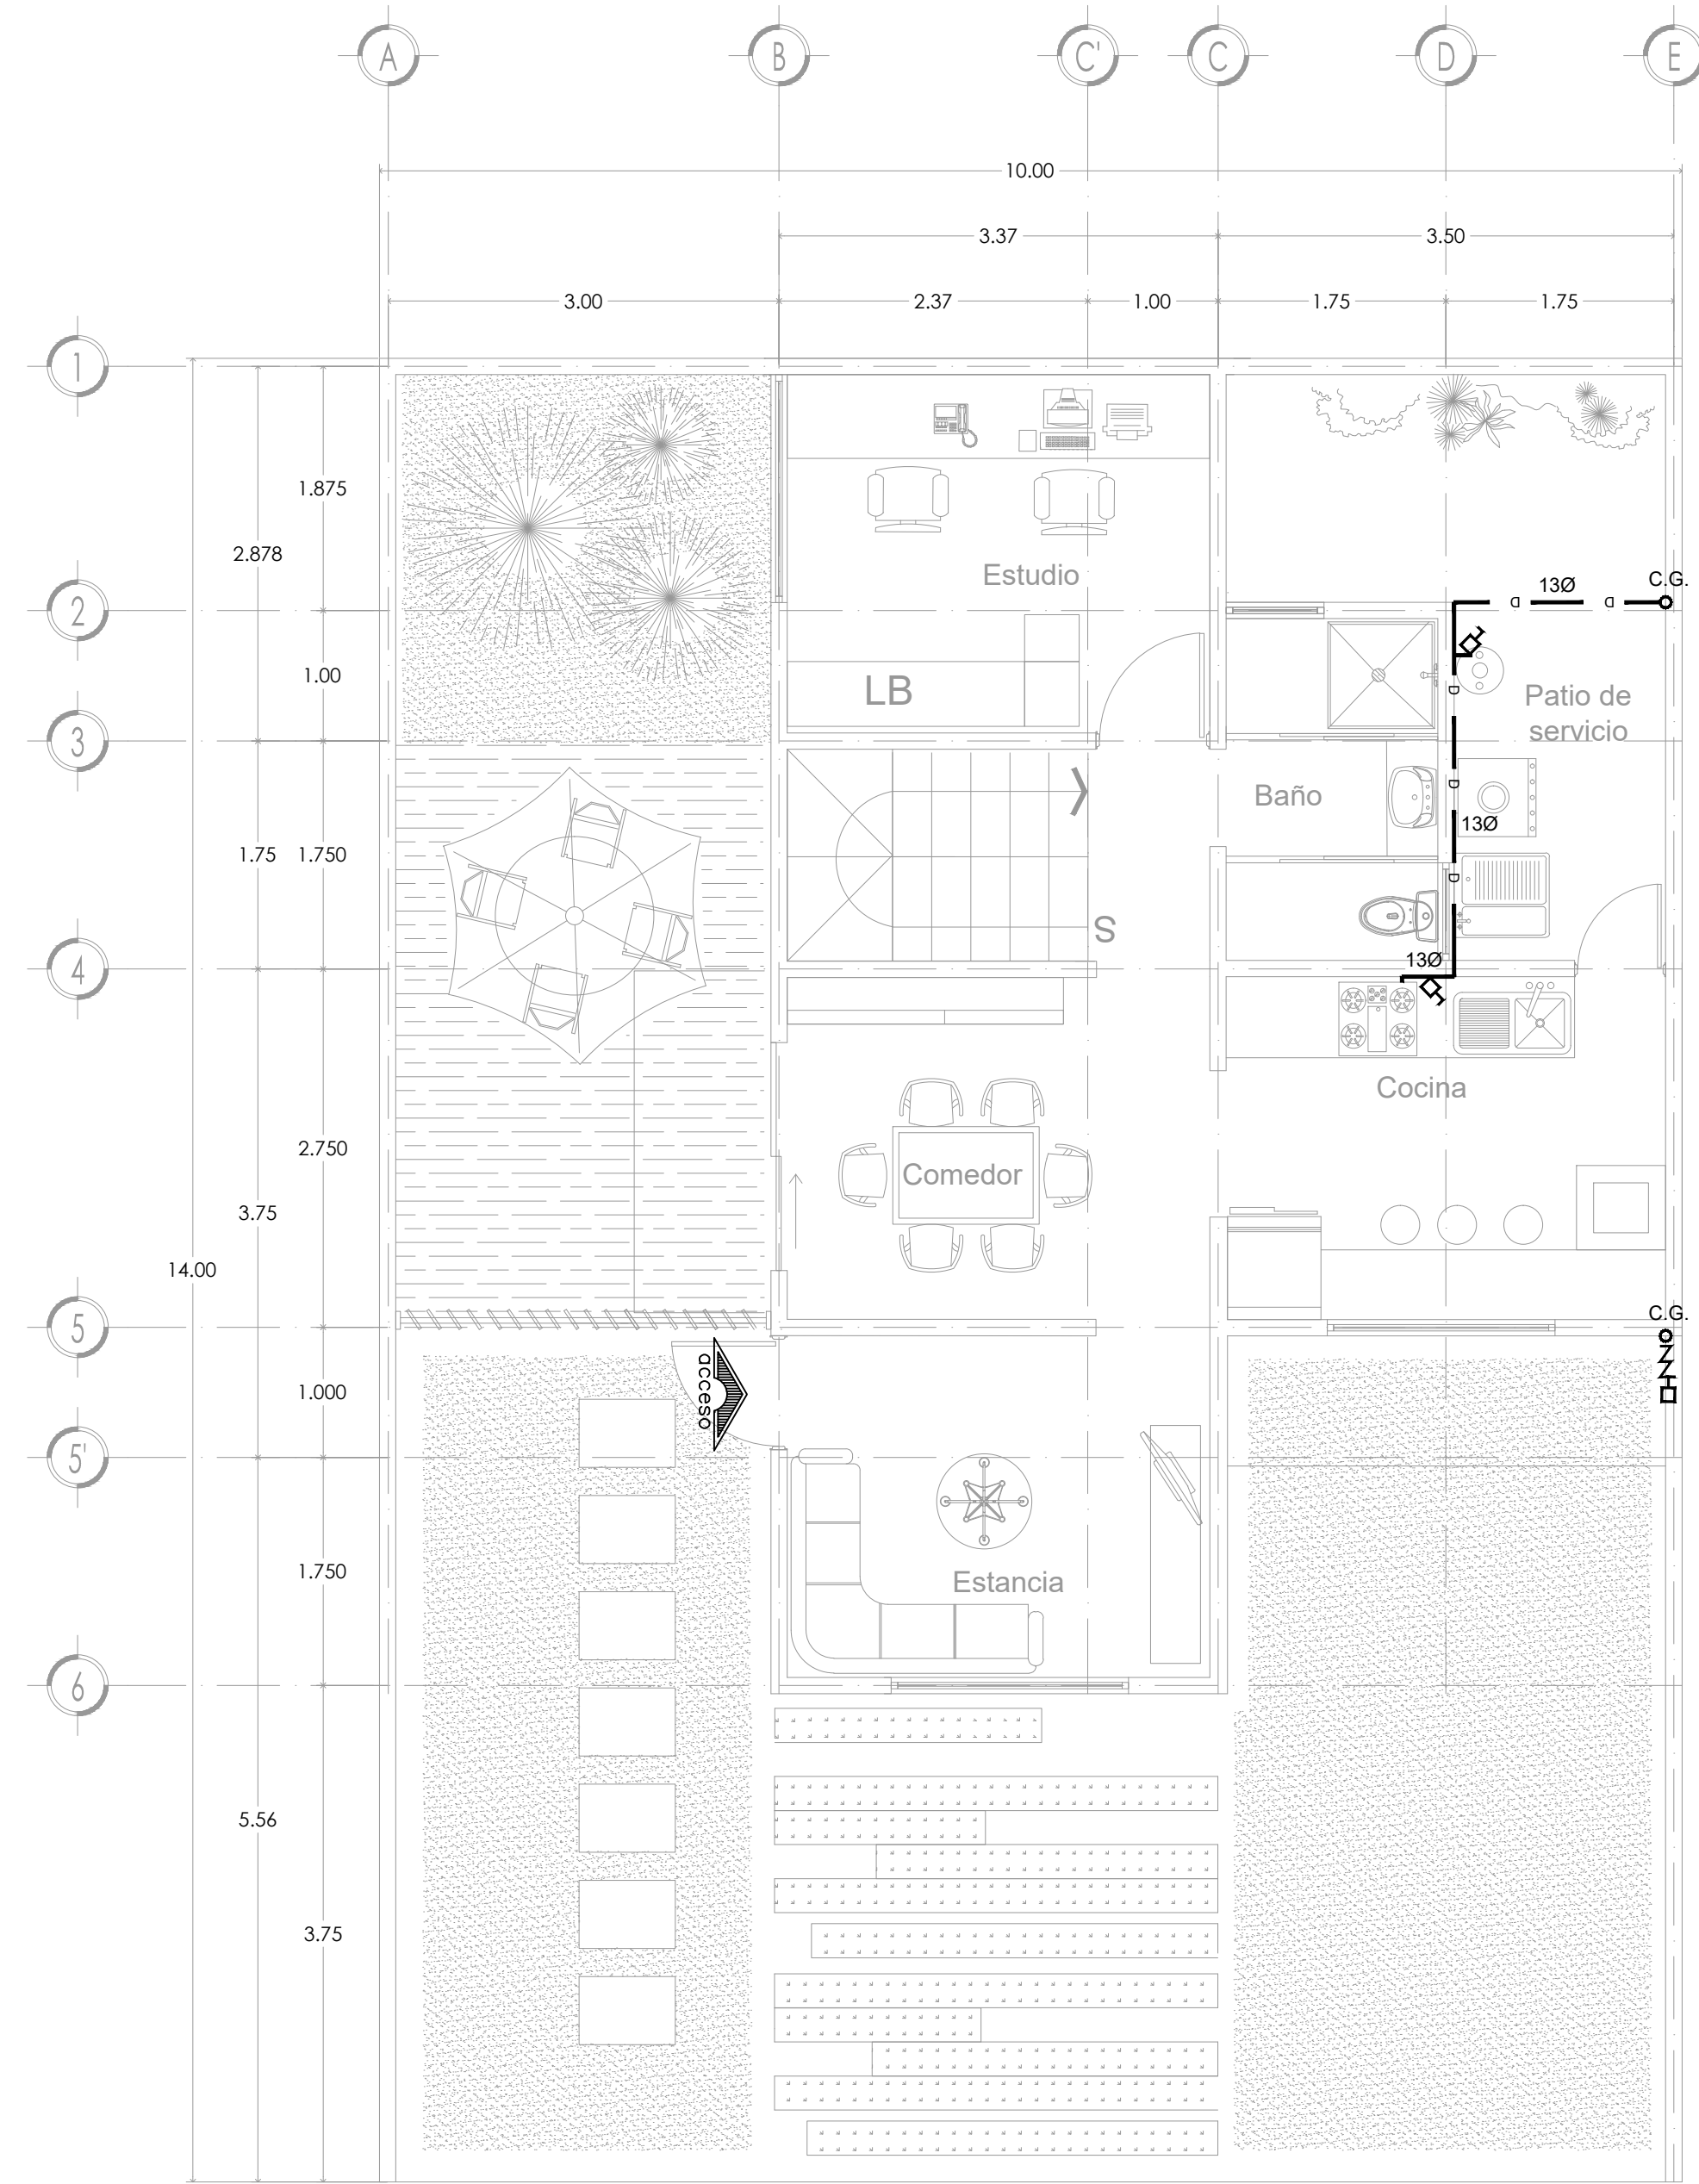 A B C' C D E
10.00
3.37 3.50
3.00 2.37 1.00 1.75 1.75
1
1.875
2.878
Estudio
13Ø C.G.
2
1.00
LB
Patio de
servicio
3
Baño
13Ø
1.75 1.750
S
13Ø
4
Cocina
2.750
Comedor
3.75
14.00
C.G.
5
acceso
1.000
5'
1.750
Estancia
6
5.56
3.75